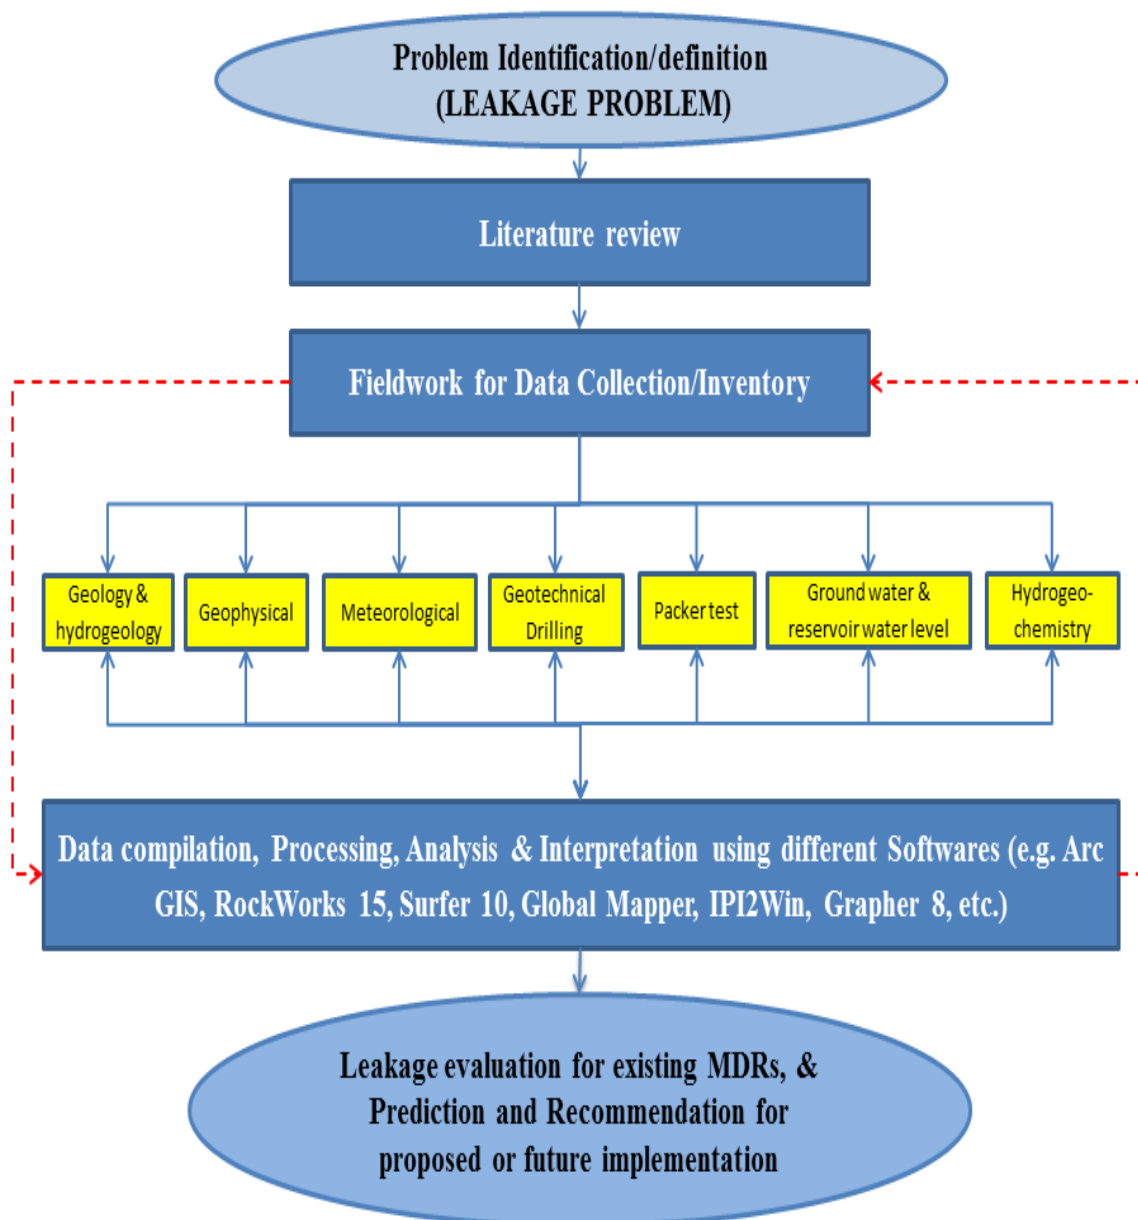 Problem Identification/definition
(LEAKAGE PROBLEM)
Literature review
Fieldwork for Data Collection/Inventory
Geology &
hydrogeology
Geophysical
Meteorological
Geotechnical
Drilling
Packer test
Ground water &
reservoir water level
Hydrogeo-
chemistry
Data compilation, Processing, Analysis & Interpretation using different Softwares (e.g. Arc
GIS, RockWorks 15, Surfer 10, Global Mapper, IPI2Win, Grapher 8, etc.)
Leakage evaluation for existing MDRs, &
Prediction and Recommendation for
proposed or future implementation